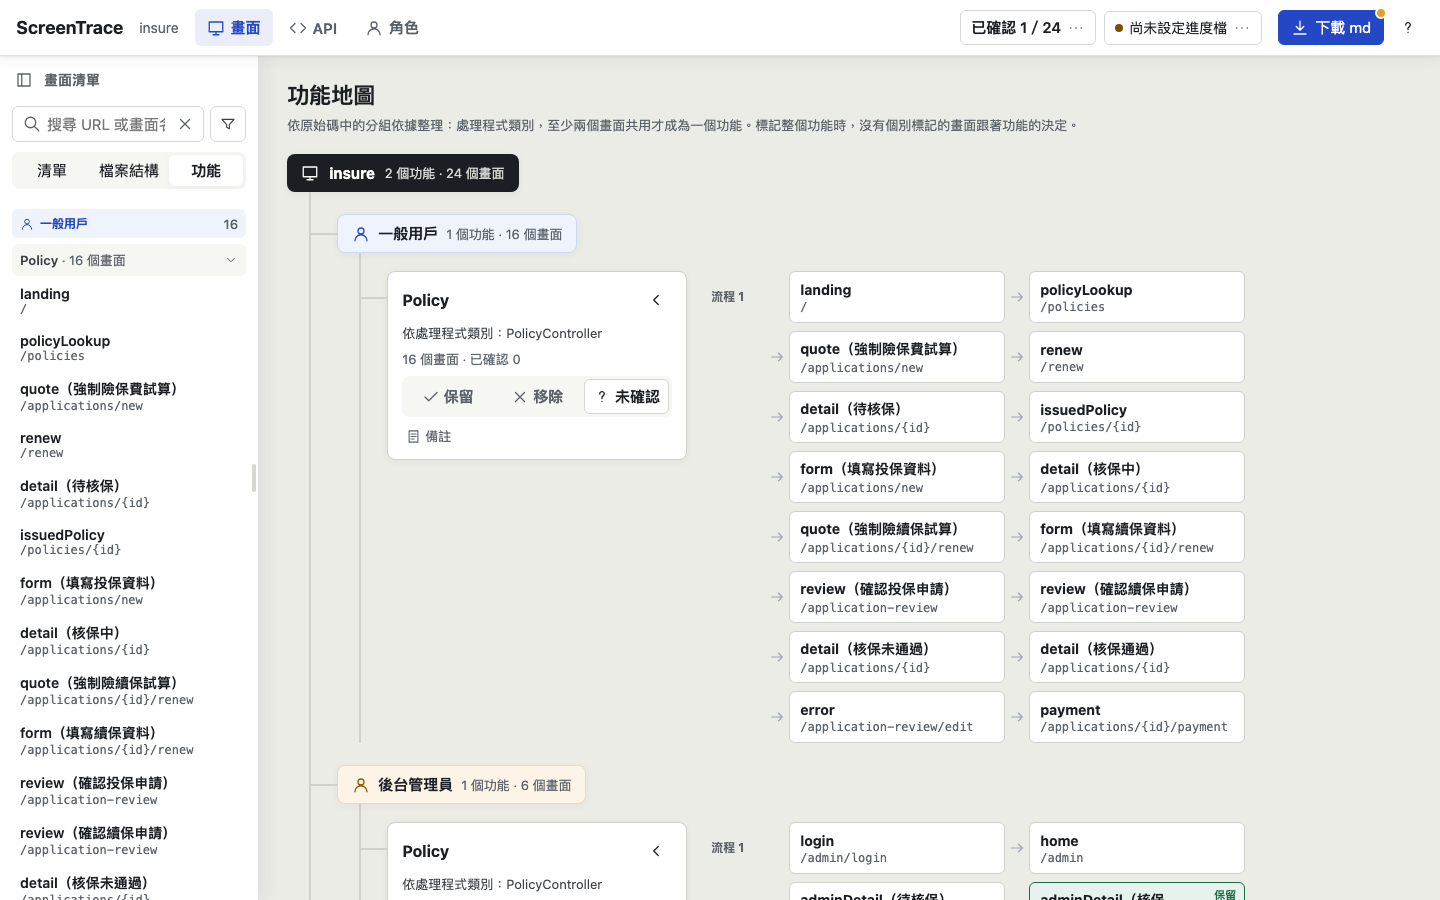 ScreenTrace insure 畫面 API 角色 已確認 1 / 24 ··· 尚未設定進度檔 ··· 下載 md ?
畫面清單
搜尋 URL 或畫面名
清單 檔案結構 功能
一般用戶 16
Policy · 16 個畫面
landing
/
policyLookup
/policies
quote（強制險保費試算）
/applications/new
renew
/renew
detail（待核保）
/applications/{id}
issuedPolicy
/policies/{id}
form（填寫投保資料）
/applications/new
detail（核保中）
/applications/{id}
quote（強制險續保試算）
/applications/{id}/renew
form（填寫續保資料）
/applications/{id}/renew
review（確認投保申請）
/application-review
review（確認續保申請）
/application-review
detail（核保未通過）
/applications/{id}
功能地圖
依原始碼中的分組依據整理：處理程式類別，至少兩個畫面共用才成為一個功能。標記整個功能時，沒有個別標記的畫面跟著功能的決定。
insure 2 個功能 · 24 個畫面
一般用戶 1 個功能 · 16 個畫面
Policy
依處理程式類別：PolicyController
16 個畫面 · 已確認 0
保留 移除 ? 未確認
備註
流程 1
landing
/
policyLookup
/policies
quote（強制險保費試算）
/applications/new
renew
/renew
detail（待核保）
/applications/{id}
issuedPolicy
/policies/{id}
form（填寫投保資料）
/applications/new
detail（核保中）
/applications/{id}
quote（強制險續保試算）
/applications/{id}/renew
form（填寫續保資料）
/applications/{id}/renew
review（確認投保申請）
/application-review
review（確認續保申請）
/application-review
detail（核保未通過）
/applications/{id}
detail（核保通過）
/applications/{id}
error
/application-review/edit
payment
/applications/{id}/payment
後台管理員 1 個功能 · 6 個畫面
Policy
依處理程式類別：PolicyController
流程 1
login
/admin/login
home
/admin
adminDetail（待核保）
adminDetail（核保
保留